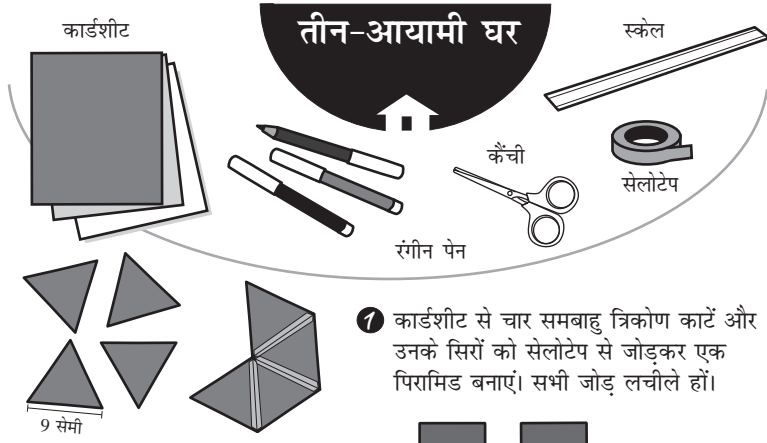 कार्डशीट
तीन-आयामी घर
स्केल
कैंची
सेलोटेप
रंगीन पेन
1 कार्डशीट से चार समबाहु त्रिकोण काटें और
उनके सिरों को सेलोटेप से जोड़कर एक
पिरामिड बनाएं। सभी जोड़ लचीले हों।
9 सेमी